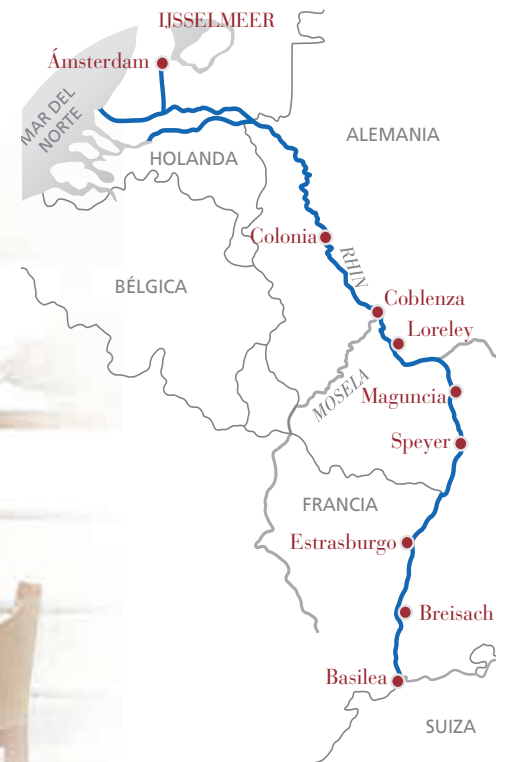 IJSSELMEER
Ámsterdam
MAR DEL
NORTE
ALEMANIA
HOLANDA
Colonia
RHIN
BÉLGICA
Coblenza
Loreley
MOSELA
Maguncia
Speyer
FRANCIA
Estrasburgo
Breisach
Basilea
SUIZA